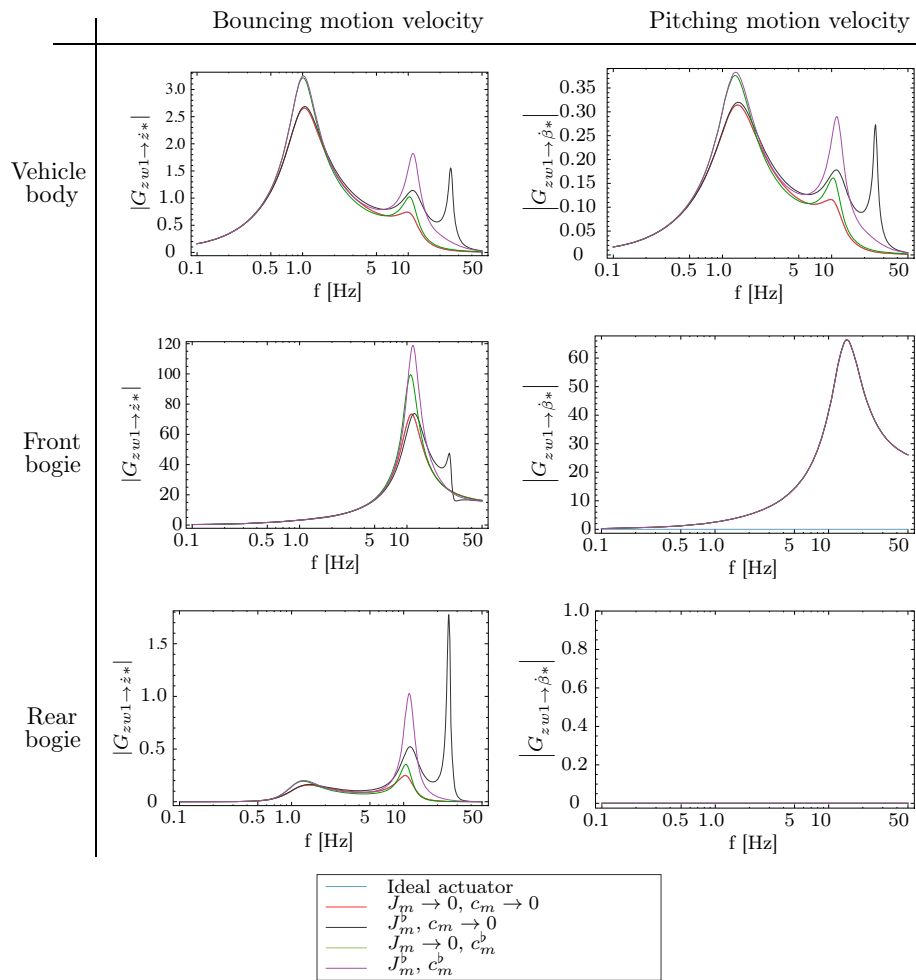 Bouncing motion velocity Pitching motion velocity
Vehicle body
|G_{zw1→ż*}|
3.0
2.5
2.0
1.5
1.0
0.5
0
0.1 0.5 1.0 5 10 50
f [Hz]
|G_{zw1→β̇*}|
0.35
0.30
0.25
0.20
0.15
0.10
0.05
0
0.1 0.5 1.0 5 10 50
f [Hz]
Front bogie
|G_{zw1→ż*}|
120
100
80
60
40
20
0
0.1 0.5 1.0 5 10 50
f [Hz]
|G_{zw1→β̇*}|
60
50
40
30
20
10
0
0.1 0.5 1.0 5 10 50
f [Hz]
Rear bogie
|G_{zw1→ż*}|
1.5
1.0
0.5
0
0.1 0.5 1.0 5 10 50
f [Hz]
|G_{zw1→β̇*}|
1.0
0.8
0.6
0.4
0.2
0
0.1 0.5 1.0 5 10 50
f [Hz]
Ideal actuator
J_m → 0, c_m → 0
J_m^♭, c_m → 0
J_m → 0, c_m^♭
J_m^♭, c_m^♭